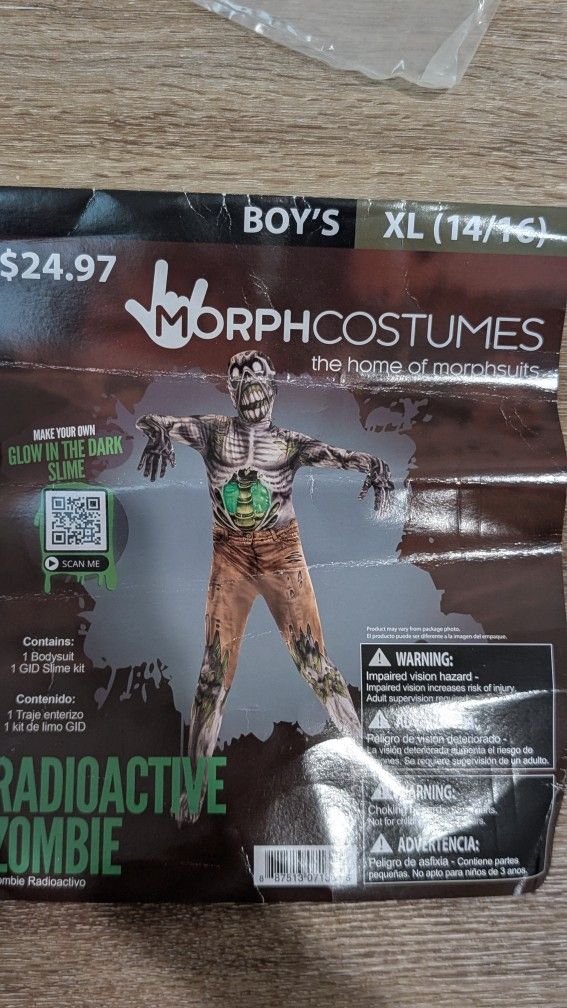 BOY'S
XL (14/16)
$24.97
MORPHCOSTUMES
the home of morphsuits
MAKE YOUR OWN
GLOW IN THE DARK
SLIME
SCAN ME
Contains:
1 Bodysuit
1 GID Slime kit
Contenido:
1 Traje enterizo
1 kit de limo GID
RADIOACTIVE
ZOMBIE
ombie Radioactivo
Product may vary from package photo.
El producto puede ser diferente a la imagen del empaque.
WARNING:
Impaired vision hazard -
Impaired vision increases risk of injury.
Adult supervision
Peligro de visión deteriorado -
La visión deteriorada aumenta el riesgo de
Se requiere supervisión de un adulto.
WARNING:
Not for
ADVERTENCIA:
Peligro de asfixia - Contiene partes
pequeñas. No apto para niños de 3 anos.